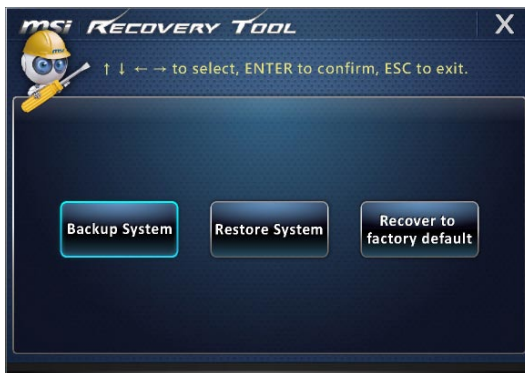 msi RECOVERY TOOL X
↑ ↓ ← → to select, ENTER to confirm, ESC to exit.
Backup System
Restore System
Recover to
factory default